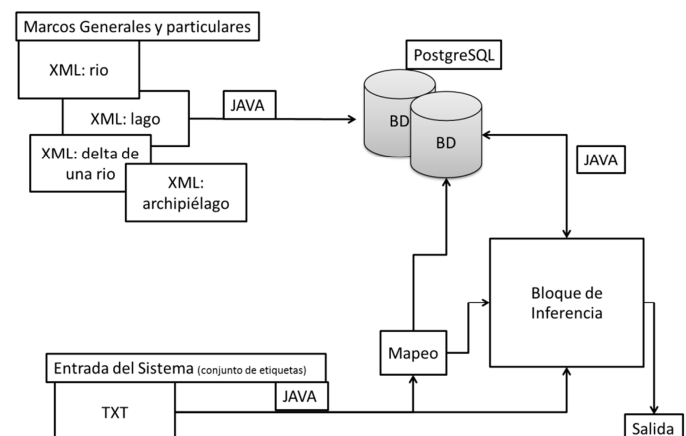 Marcos Generales y particulares
XML: rio
XML: lago
XML: delta de
una rio
XML:
archipiélago
JAVA
PostgreSQL
BD
BD
JAVA
Bloque de
Inferencia
Mapeo
Entrada del Sistema (conjunto de etiquetas)
JAVA
TXT
Salida